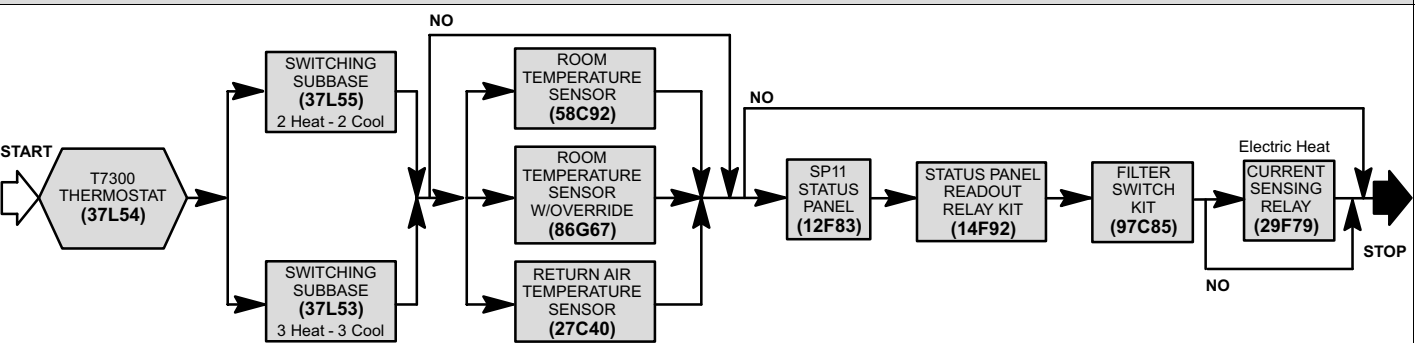 START
T7300
THERMOSTAT
(37L54)
SWITCHING
SUBBASE
(37L55)
2 Heat - 2 Cool
SWITCHING
SUBBASE
(37L53)
3 Heat - 3 Cool
NO
ROOM
TEMPERATURE
SENSOR
(58C92)
ROOM
TEMPERATURE
SENSOR
W/OVERRIDE
(86G67)
RETURN AIR
TEMPERATURE
SENSOR
(27C40)
NO
SP11
STATUS
PANEL
(12F83)
STATUS PANEL
READOUT
RELAY KIT
(14F92)
FILTER
SWITCH
KIT
(97C85)
Electric Heat
CURRENT
SENSING
RELAY
(29F79)
NO
STOP